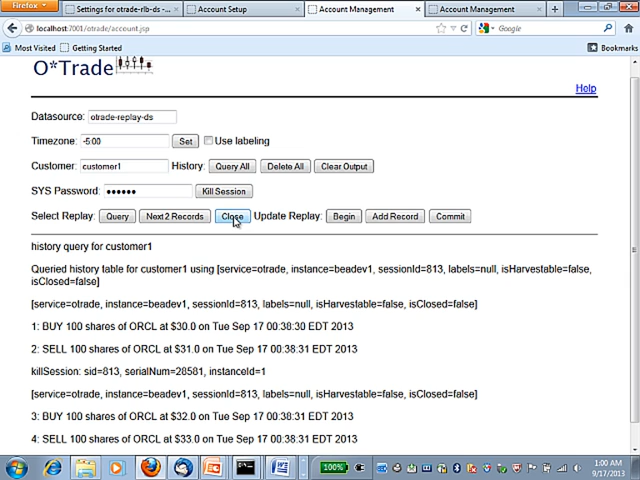 Firefox
Settings for otrade-rlb-ds -...
Account Setup
Account Management
Account Management
localhost:7001/otrade/account.jsp
Google
Most Visited
Getting Started
Bookmarks
O*Trade
Help
Datasource: otrade-replay-ds
Timezone: -5:00 Set Use labeling
Customer: customer1 History: Query All Delete All Clear Output
SYS Password: •••••• Kill Session
Select Replay: Query Next 2 Records Close Update Replay: Begin Add Record Commit
history query for customer1
Queried history table for customer1 using [service=otrade, instance=beadev1, sessionId=813, labels=null, isHarvestable=false,
isClosed=false]
[service=otrade, instance=beadev1, sessionId=813, labels=null, isHarvestable=false, isClosed=false]
1: BUY 100 shares of ORCL at $30.0 on Tue Sep 17 00:38:30 EDT 2013
2: SELL 100 shares of ORCL at $31.0 on Tue Sep 17 00:38:31 EDT 2013
killSession: sid=813, serialNum=28581, instanceId=1
[service=otrade, instance=beadev1, sessionId=813, labels=null, isHarvestable=false, isClosed=false]
3: BUY 100 shares of ORCL at $32.0 on Tue Sep 17 00:38:31 EDT 2013
4: SELL 100 shares of ORCL at $33.0 on Tue Sep 17 00:38:31 EDT 2013
100%
1:00 AM
9/17/2013